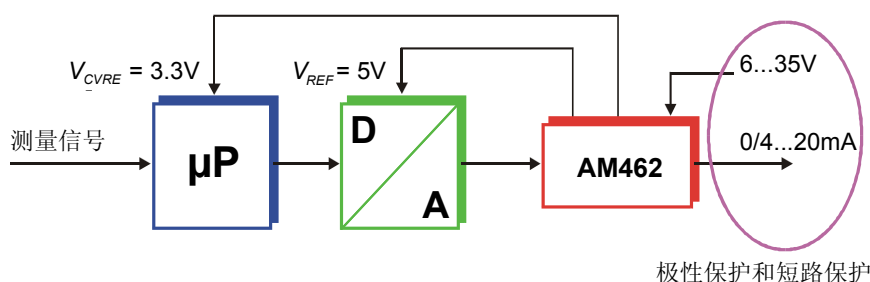 V_CVRE = 3.3V
V_REF = 5V
6...35V
测量信号
µP
D
A
AM462
0/4...20mA
极性保护和短路保护